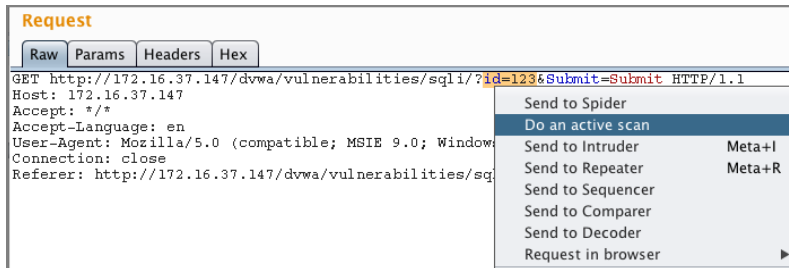 Request
Raw Params Headers Hex
GET http://172.16.37.147/dvwa/vulnerabilities/sqli/?id=123&Submit=Submit HTTP/1.1
Host: 172.16.37.147
Accept: */*
Accept-Language: en
User-Agent: Mozilla/5.0 (compatible; MSIE 9.0; Window
Connection: close
Referer: http://172.16.37.147/dvwa/vulnerabilities/sq
Send to Spider
Do an active scan
Send to Intruder Meta+I
Send to Repeater Meta+R
Send to Sequencer
Send to Comparer
Send to Decoder
Request in browser